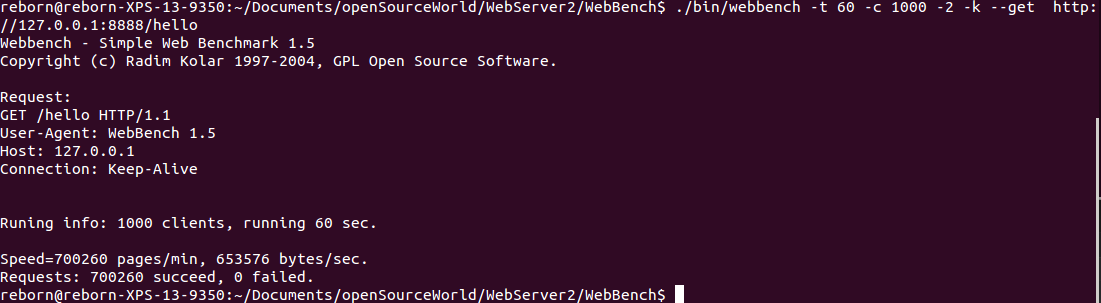 reborn@reborn-XPS-13-9350:~/Documents/openSourceWorld/WebServer2/WebBench$ ./bin/webbench -t 60 -c 1000 -2 -k --get  http:
//127.0.0.1:8888/hello
Webbench - Simple Web Benchmark 1.5
Copyright (c) Radim Kolar 1997-2004, GPL Open Source Software.

Request:
GET /hello HTTP/1.1
User-Agent: WebBench 1.5
Host: 127.0.0.1
Connection: Keep-Alive


Runing info: 1000 clients, running 60 sec.

Speed=700260 pages/min, 653576 bytes/sec.
Requests: 700260 succeed, 0 failed.
reborn@reborn-XPS-13-9350:~/Documents/openSourceWorld/WebServer2/WebBench$